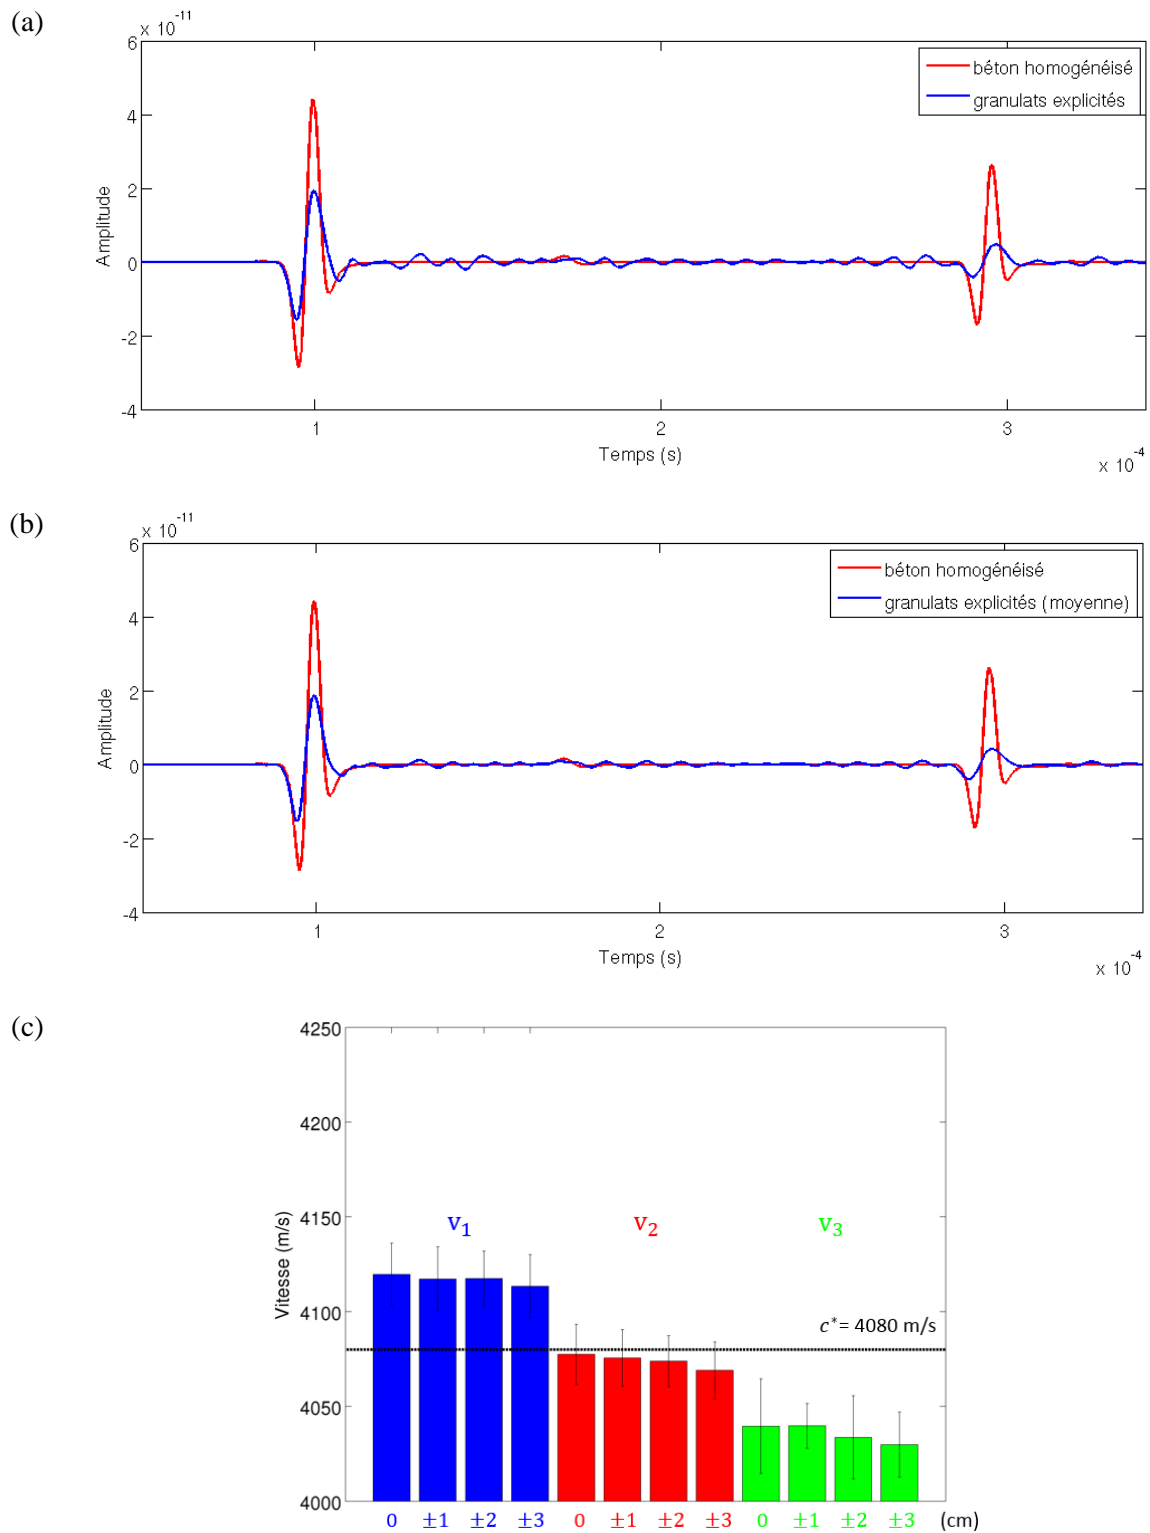 (a)
x 10^-11
6
4
2
0
-2
-4
Amplitude
béton homogénéisé
granulats explicités
1 2 3
Temps (s)
x 10^-4
(b)
x 10^-11
6
4
2
0
-2
-4
Amplitude
béton homogénéisé
granulats explicités (moyenne)
1 2 3
Temps (s)
x 10^-4
(c)
4250
4200
4150
4100
4050
4000
Vitesse (m/s)
v₁ v₂ v₃
c*= 4080 m/s
0 ±1 ±2 ±3 0 ±1 ±2 ±3 0 ±1 ±2 ±3 (cm)